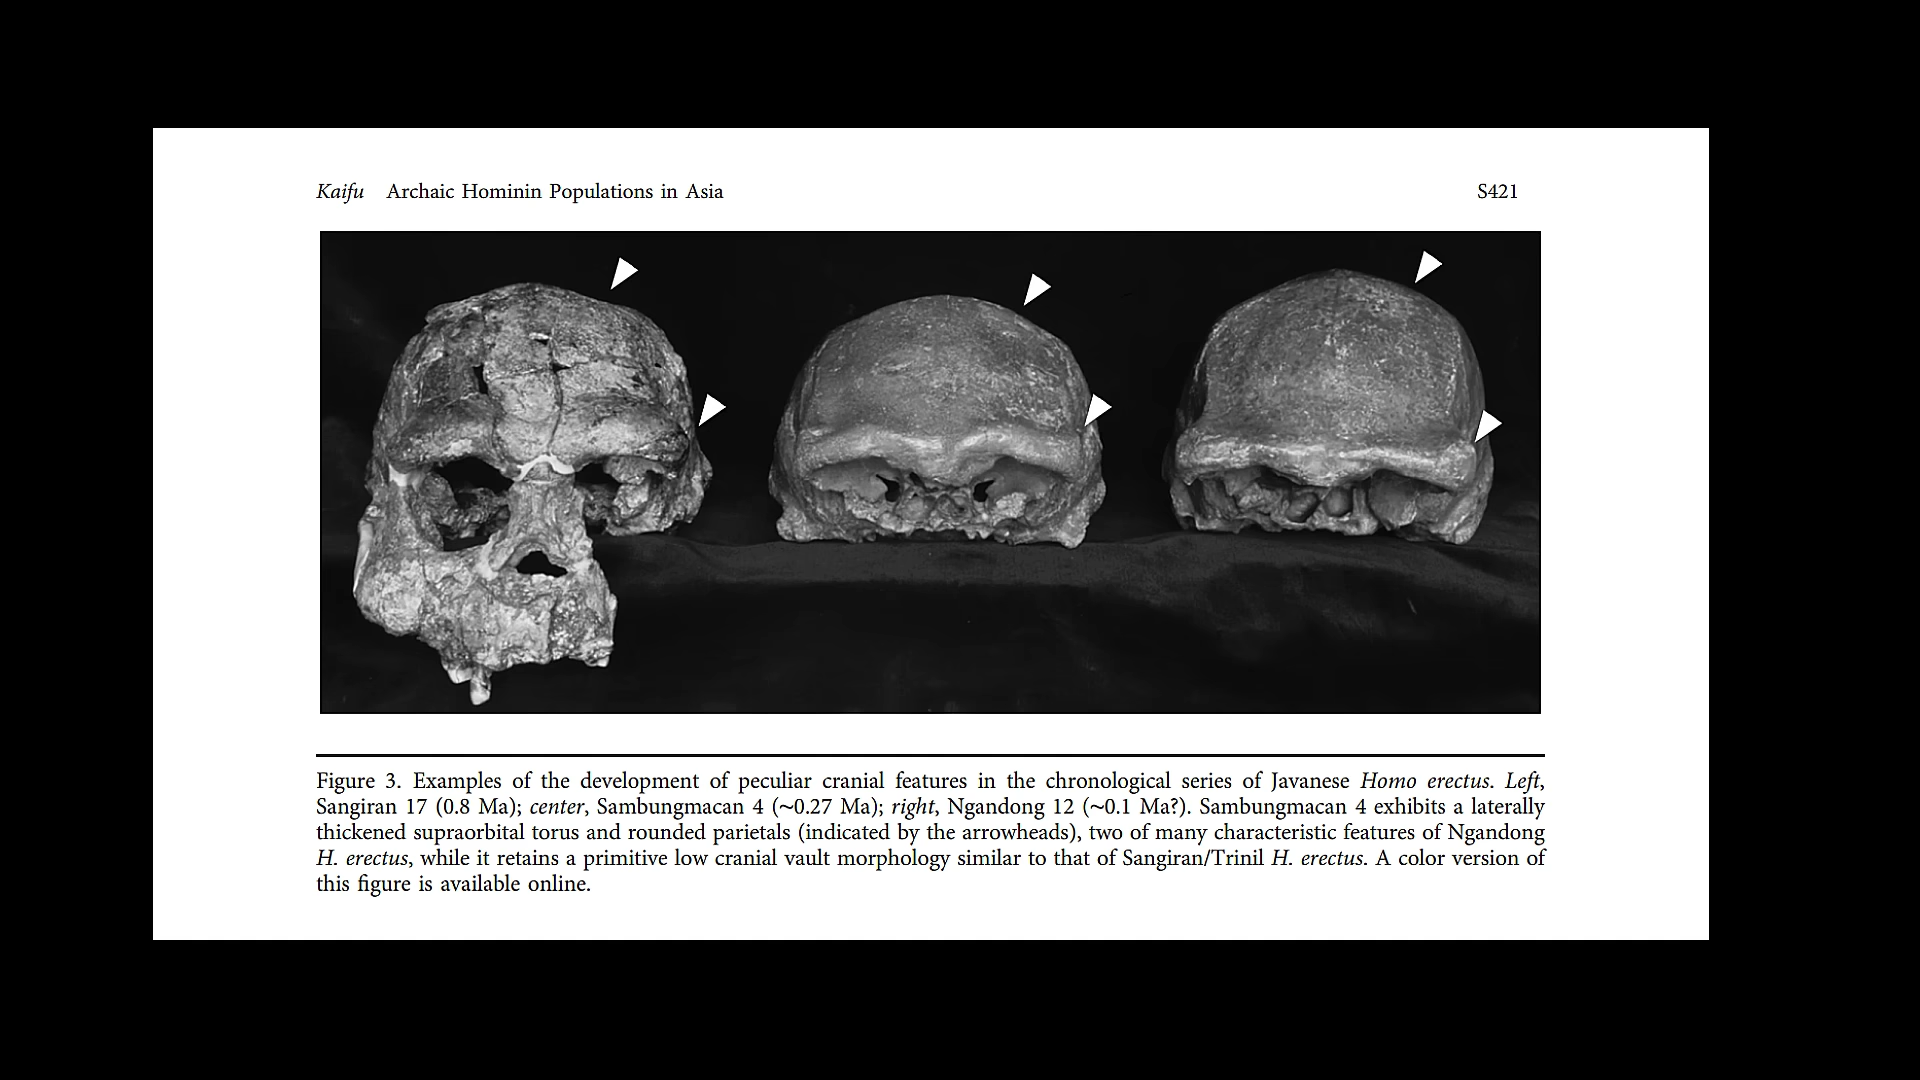 Kaifu Archaic Hominin Populations in Asia S421
Figure 3. Examples of the development of peculiar cranial features in the chronological series of Javanese Homo erectus. Left,
Sangiran 17 (0.8 Ma); center, Sambungmacan 4 (~0.27 Ma); right, Ngandong 12 (~0.1 Ma?). Sambungmacan 4 exhibits a laterally
thickened supraorbital torus and rounded parietals (indicated by the arrowheads), two of many characteristic features of Ngandong
H. erectus, while it retains a primitive low cranial vault morphology similar to that of Sangiran/Trinil H. erectus. A color version of
this figure is available online.